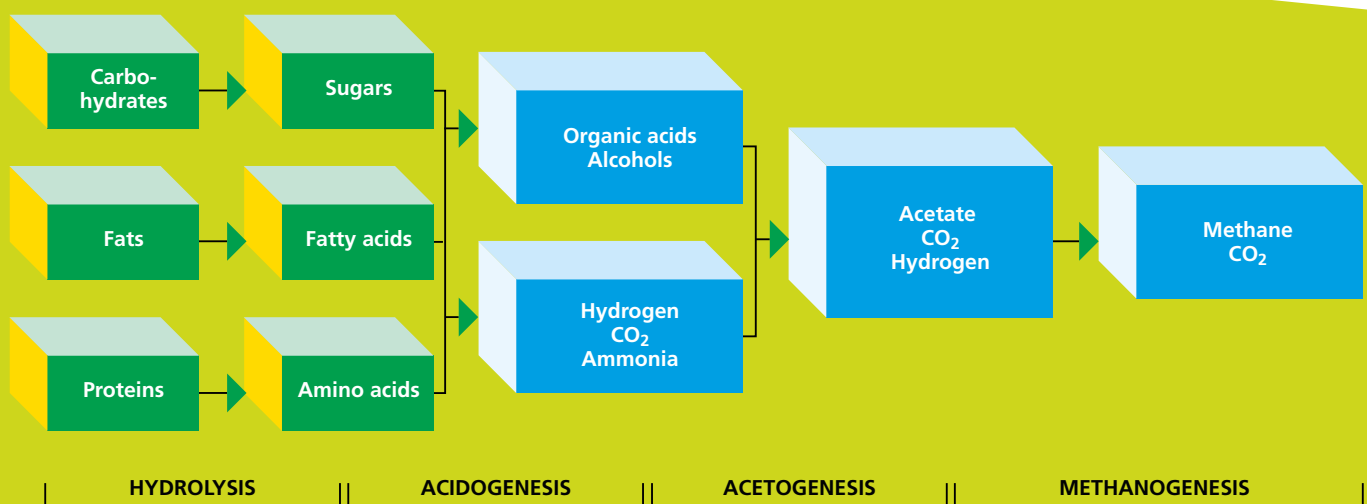 Carbo-
hydrates
Sugars
Organic acids
Alcohols
Fats
Fatty acids
Acetate
CO₂
Hydrogen
Methane
CO₂
Hydrogen
CO₂
Ammonia
Proteins
Amino acids
HYDROLYSIS
ACIDOGENESIS
ACETOGENESIS
METHANOGENESIS